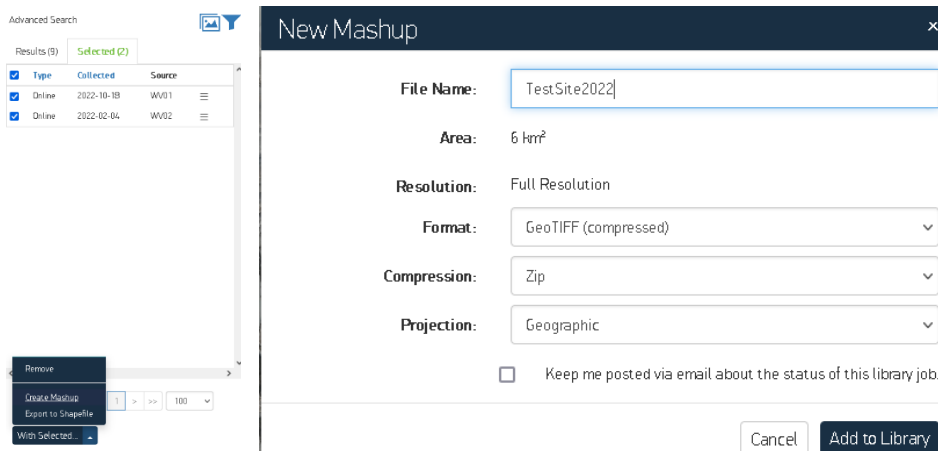 Advanced Search
Results (9) Selected (2)
Type Collected Source
Online 2022-10-19 WV01
Online 2022-02-04 WV02
Remove
Create Mashup
Export to Shapefile
1 > >> 100
With Selected...
New Mashup ×
File Name: TestSite2022
Area: 6 km²
Resolution: Full Resolution
Format: GeoTIFF (compressed)
Compression: Zip
Projection: Geographic
Keep me posted via email about the status of this library job.
Cancel Add to Library